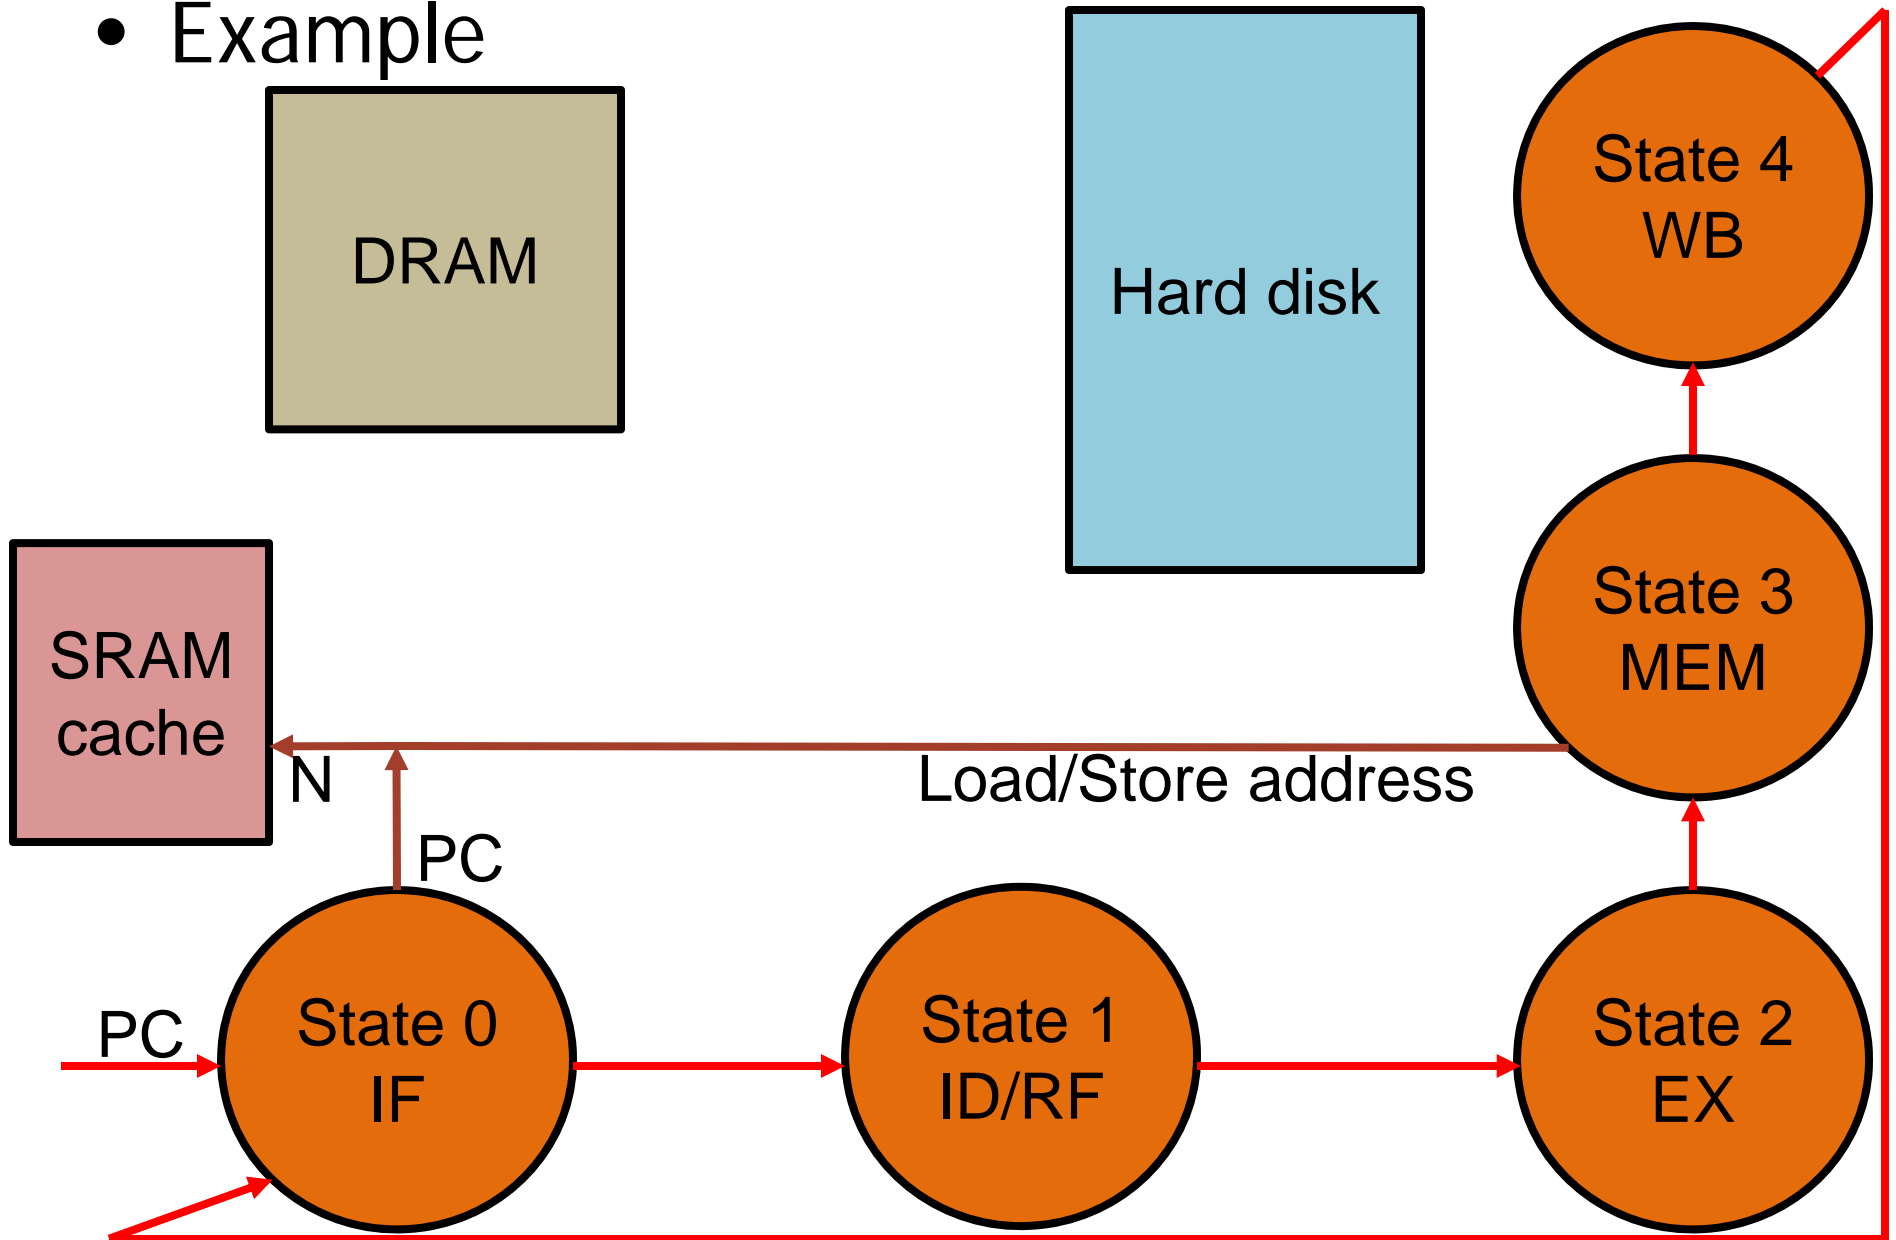 • Example
DRAM
Hard disk
State 4
WB
SRAM
cache
State 3
MEM
N
Load/Store address
PC
PC
State 0
IF
State 1
ID/RF
State 2
EX